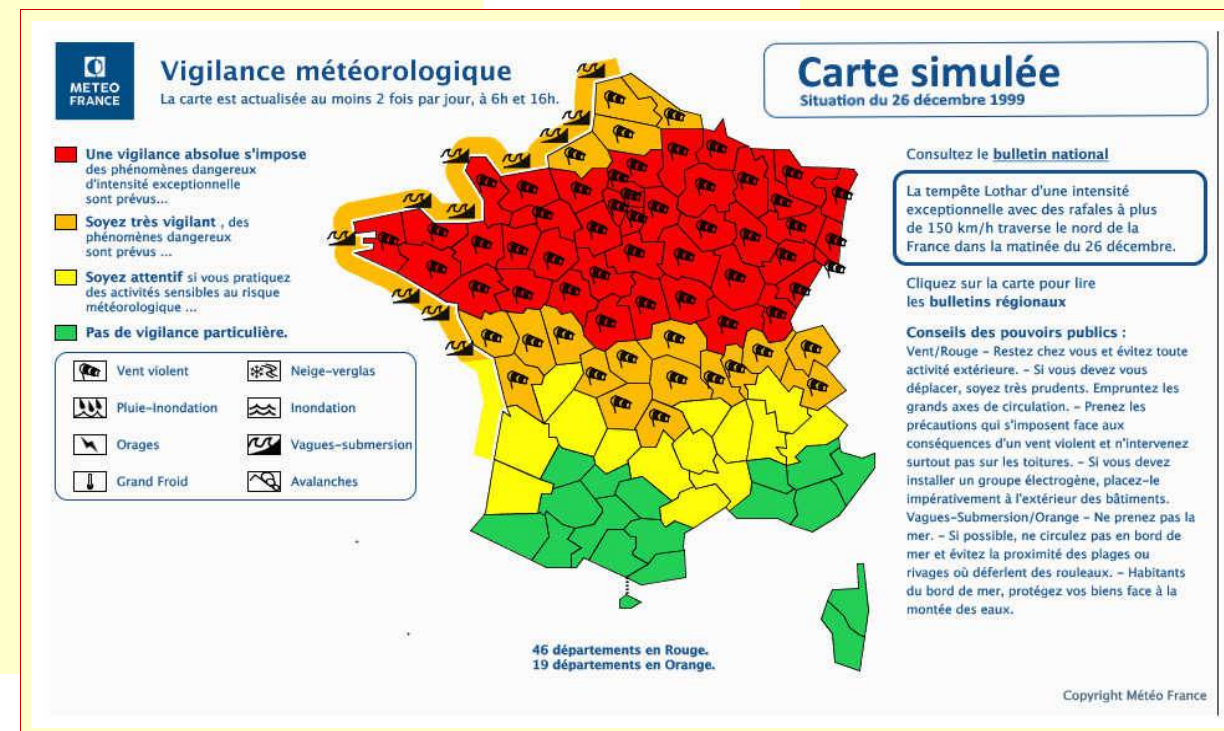 METEO
FRANCE
Vigilance météorologique
La carte est actualisée au moins 2 fois par jour, à 6h et 16h.
Carte simulée
Situation du 26 décembre 1999
Une vigilance absolue s'impose
des phénomènes dangereux
d'intensité exceptionnelle
sont prévus...
Soyez très vigilant , des
phénomènes dangereux
sont prévus ...
Soyez attentif si vous pratiquez
des activités sensibles au risque
météorologique ...
Pas de vigilance particulière.
Vent violent
Neige-verglas
Pluie-Inondation
Inondation
Orages
Vagues-submersion
Grand Froid
Avalanches
Consultez le bulletin national
La tempête Lothar d'une intensité
exceptionnelle avec des rafales à plus
de 150 km/h traverse le nord de la
France dans la matinée du 26 décembre.
Cliquez sur la carte pour lire
les bulletins régionaux
Conseils des pouvoirs publics :
Vent/Rouge - Restez chez vous et évitez toute
activité extérieure. - Si vous devez vous
déplacer, soyez très prudents. Empruntez les
grands axes de circulation. - Prenez les
précautions qui s'imposent face aux
conséquences d'un vent violent et n'intervenez
surtout pas sur les toitures. - Si vous devez
installer un groupe électrogène, placez-le
impérativement à l'extérieur des bâtiments.
Vagues-Submersion/Orange - Ne prenez pas la
mer. - Si possible, ne circulez pas en bord de
mer et évitez la proximité des plages ou
rivages où déferlent des rouleaux. - Habitants
du bord de mer, protégez vos biens face à la
montée des eaux.
46 départements en Rouge.
19 départements en Orange.
Copyright Météo France